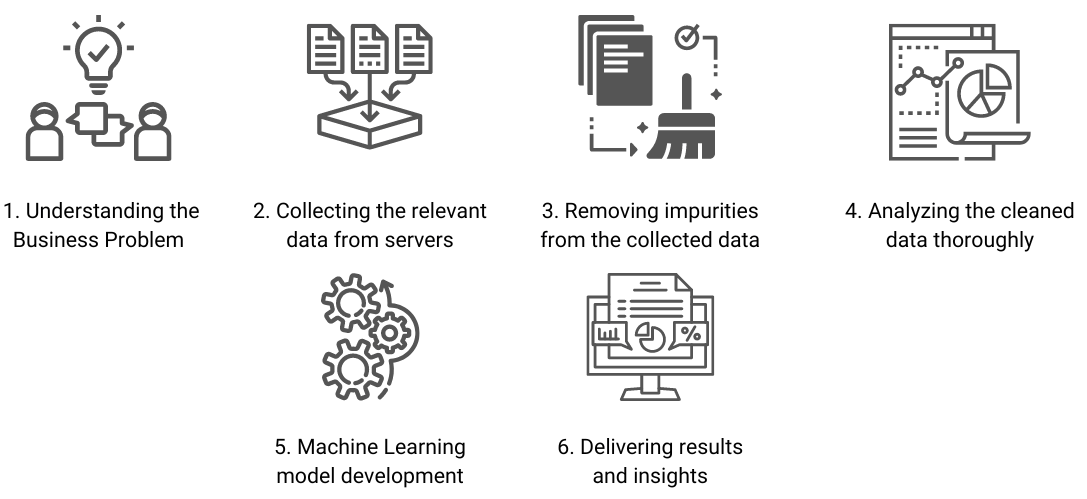 1. Understanding the
Business Problem
2. Collecting the relevant
data from servers
3. Removing impurities
from the collected data
4. Analyzing the cleaned
data thoroughly
5. Machine Learning
model development
6. Delivering results
and insights
%